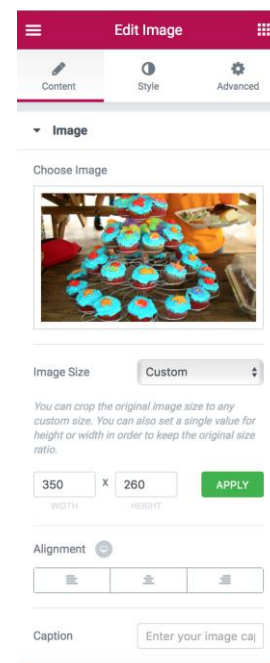 Edit Image
Content Style Advanced
Image
Choose Image
Image Size Custom
You can crop the original image size to any
custom size. You can also set a single value for
height or width in order to keep the original size
ratio.
350 x 260 APPLY
WIDTH HEIGHT
Alignment
Caption Enter your image cap